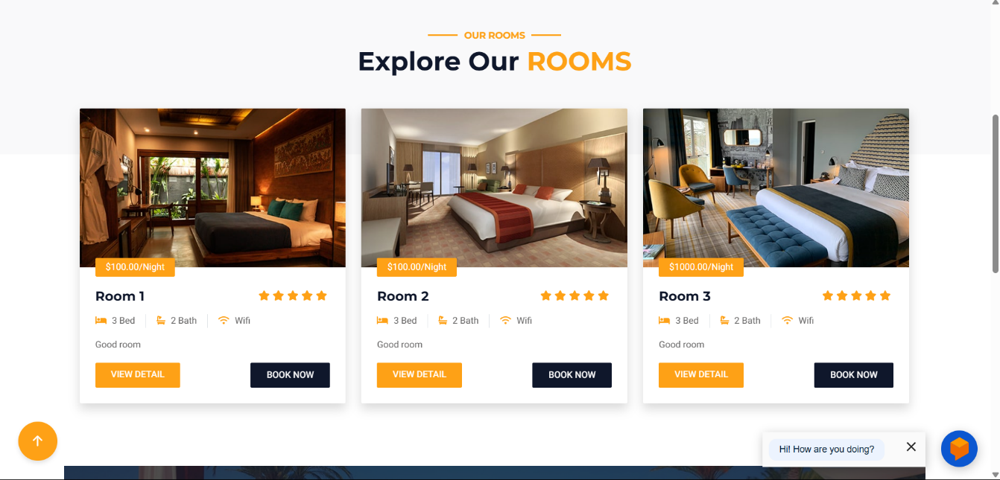 OUR ROOMS
Explore Our ROOMS
$100.00/Night
Room 1
3 Bed
2 Bath
Wifi
Good room
VIEW DETAIL
BOOK NOW
$100.00/Night
Room 2
3 Bed
2 Bath
Wifi
Good room
VIEW DETAIL
BOOK NOW
$1000.00/Night
Room 3
3 Bed
2 Bath
Wifi
Good room
VIEW DETAIL
BOOK NOW
Hi! How are you doing?